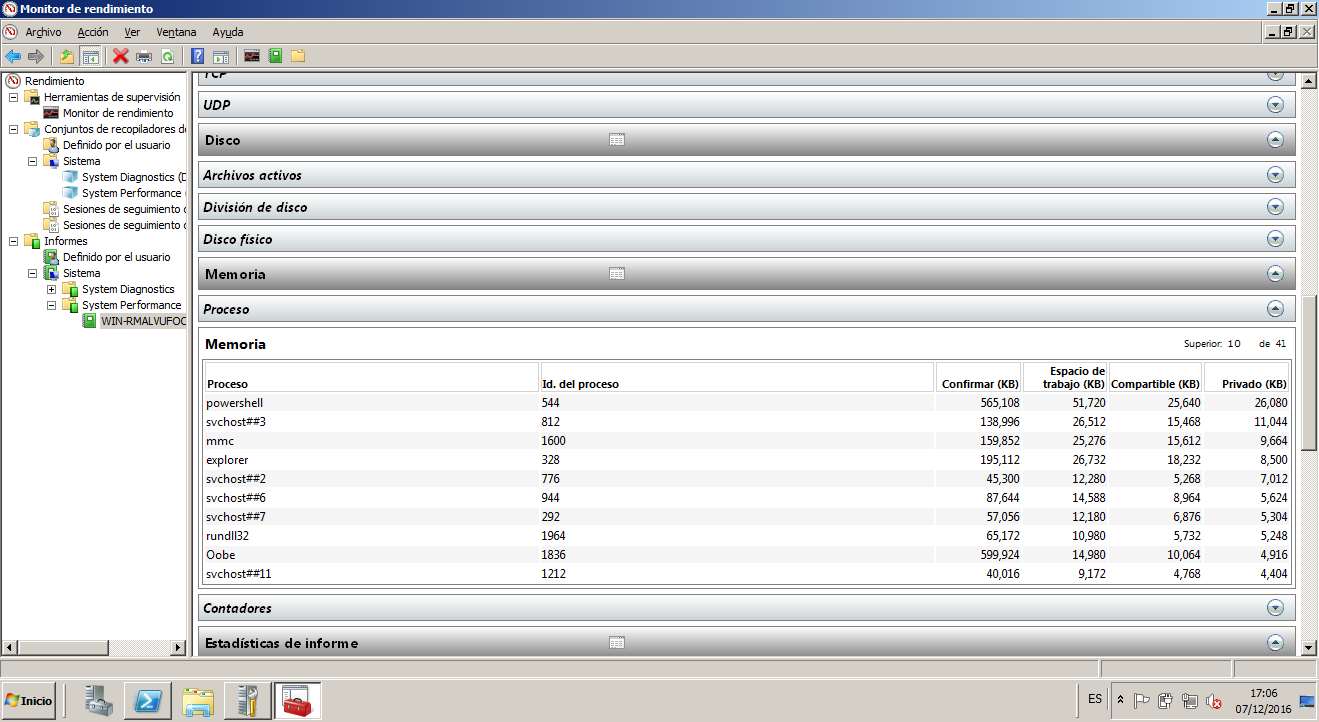 Monitor de rendimiento
Archivo Acción Ver Ventana Ayuda
Rendimiento
Herramientas de supervisión
Monitor de rendimiento
Conjuntos de recopiladores de
Definido por el usuario
Sistema
System Diagnostics (D
System Performance
Sesiones de seguimiento
Sesiones de seguimiento
Informes
Definido por el usuario
Sistema
System Diagnostics
System Performance
WIN-RMALVUFOC
TCP
UDP
Disco
Archivos activos
División de disco
Disco físico
Memoria
Proceso
Memoria Superior: 10 de 41
Proceso Id. del proceso Confirmar (KB) Espacio de trabajo (KB) Compartible (KB) Privado (KB)
powershell 544 565,108 51,720 25,640 26,080
svchost##3 812 138,996 26,512 15,468 11,044
mmc 1600 159,852 25,276 15,612 9,664
explorer 328 195,112 26,732 18,232 8,500
svchost##2 776 45,300 12,280 5,268 7,012
svchost##6 944 87,644 14,588 8,964 5,624
svchost##7 292 57,056 12,180 6,876 5,304
rundll32 1964 65,172 10,980 5,732 5,248
Oobe 1836 599,924 14,980 10,064 4,916
svchost##11 1212 40,016 9,172 4,768 4,404
Contadores
Estadísticas de informe
Inicio
ES
17:06
07/12/2016